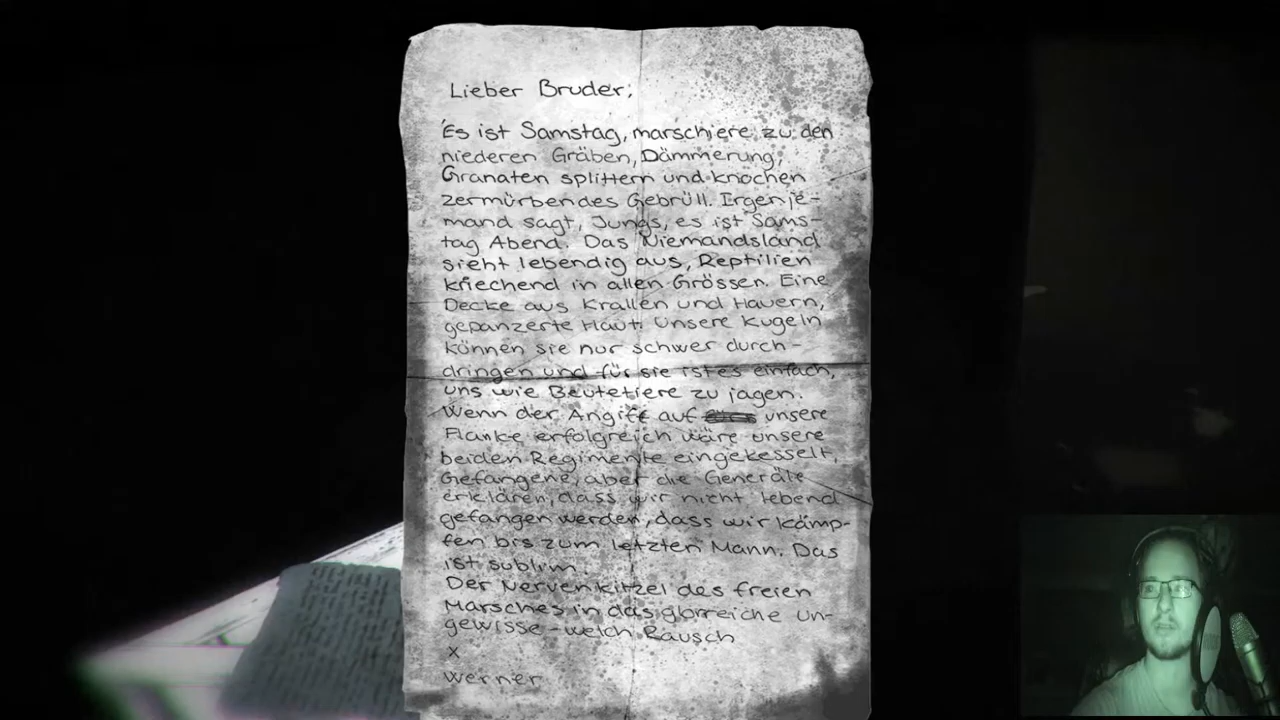 Lieber Bruder;
Es ist Samstag, marschiere zu den
niederen Gräben, Dämmerung,
Granaten splittern und knochen
zermürbendes Gebrüll. Irgenje-
mand sagt, Jungs, es ist Sams-
tag Abend. Das Niemandsland
sieht lebendig aus, Reptilien
kriechend in allen Grössen. Eine
Decke aus Krallen und Hauern,
gepanzerte Haut. Unsere Kugeln
können sie nur schwer durch-
dringen und für sie ist es einfach,
uns wie Beutetiere zu jagen.
Wenn der Angiff auf unsere
Flanke erfolgreich wäre unsere
beiden Regimente eingekesselt,
Gefangene, aber die Generäle
erklären, dass wir nicht lebend
gefangen werden, dass wir kämp-
fen bis zum letzten Mann. Das
ist sublim.
Der Nervenkitzel des freien
Marsches in das glorreiche un-
gewisse - welch Rausch
x
Werner